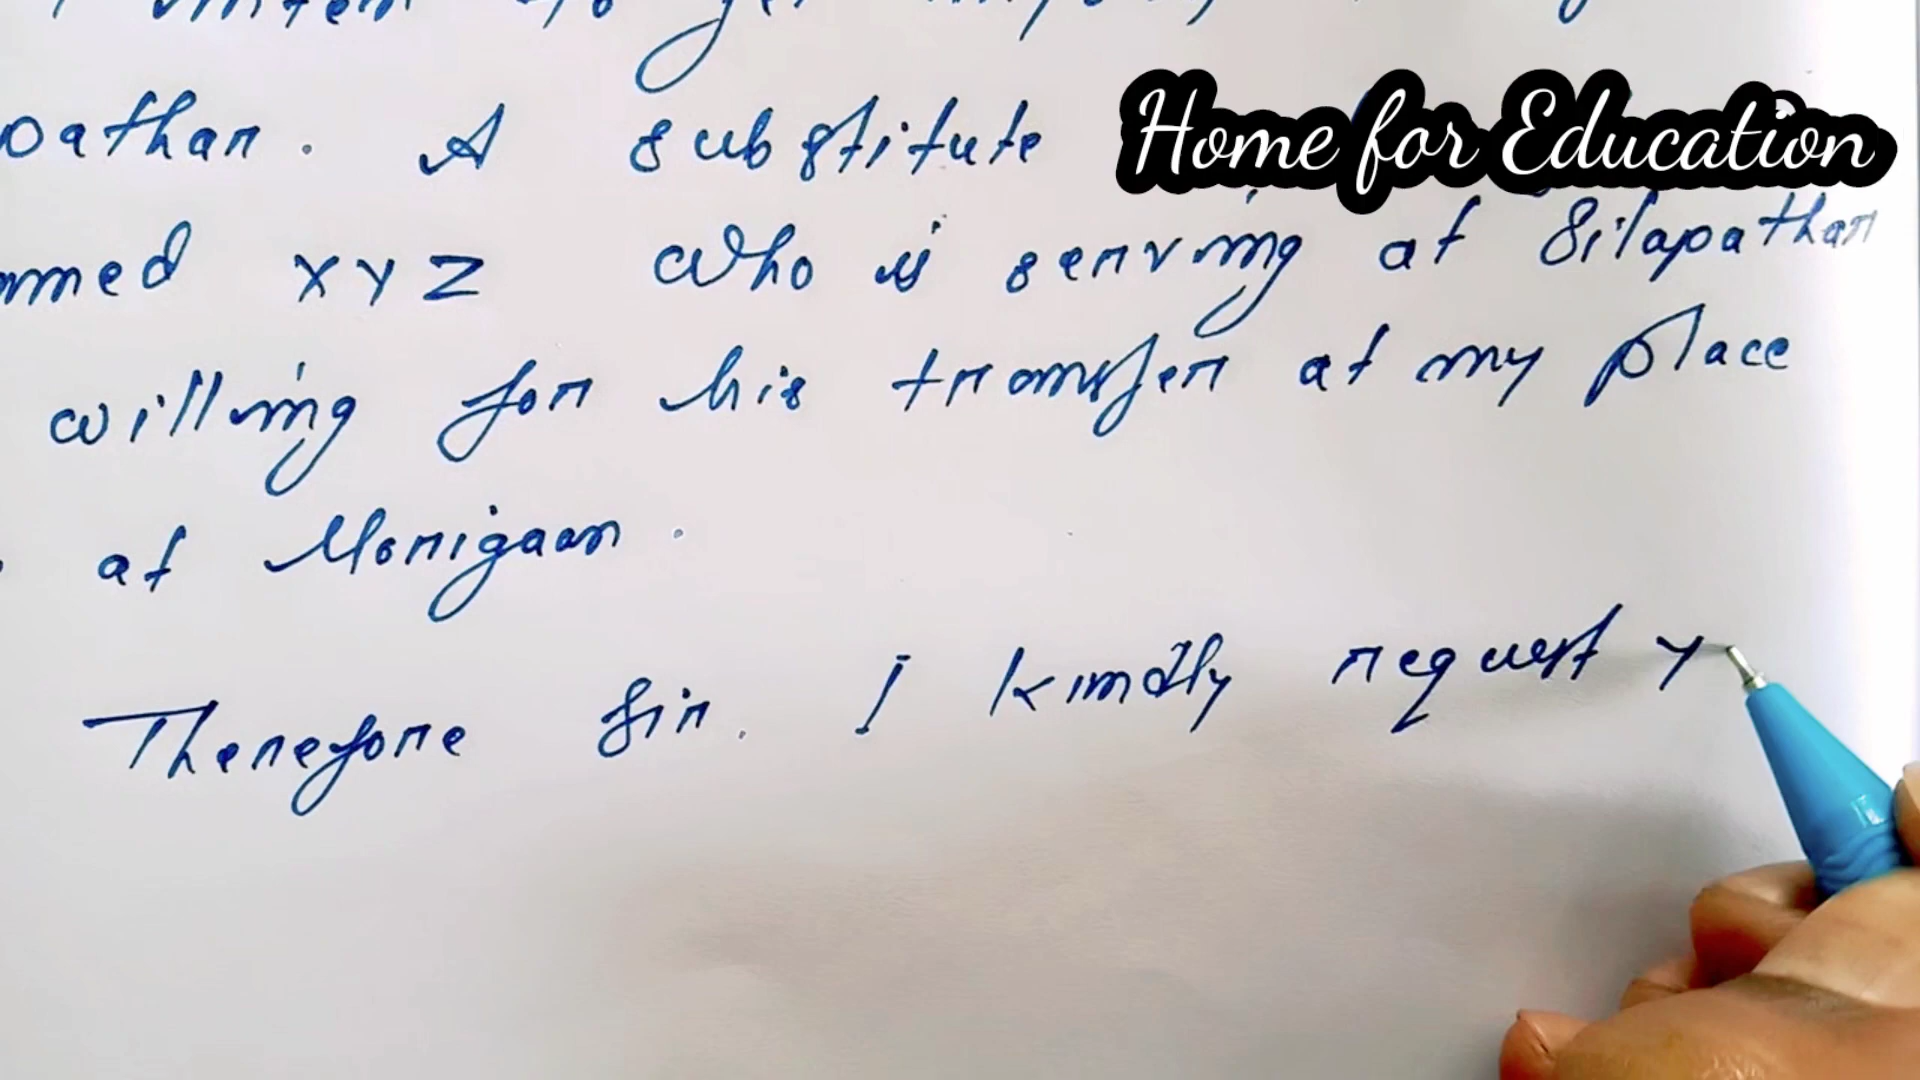 pathan. A substitute
Home for Education
med XYZ who is serving at Silapathar
willing for his transfer at my place
at Morigaon.
Therefore Sir. I kindly request y